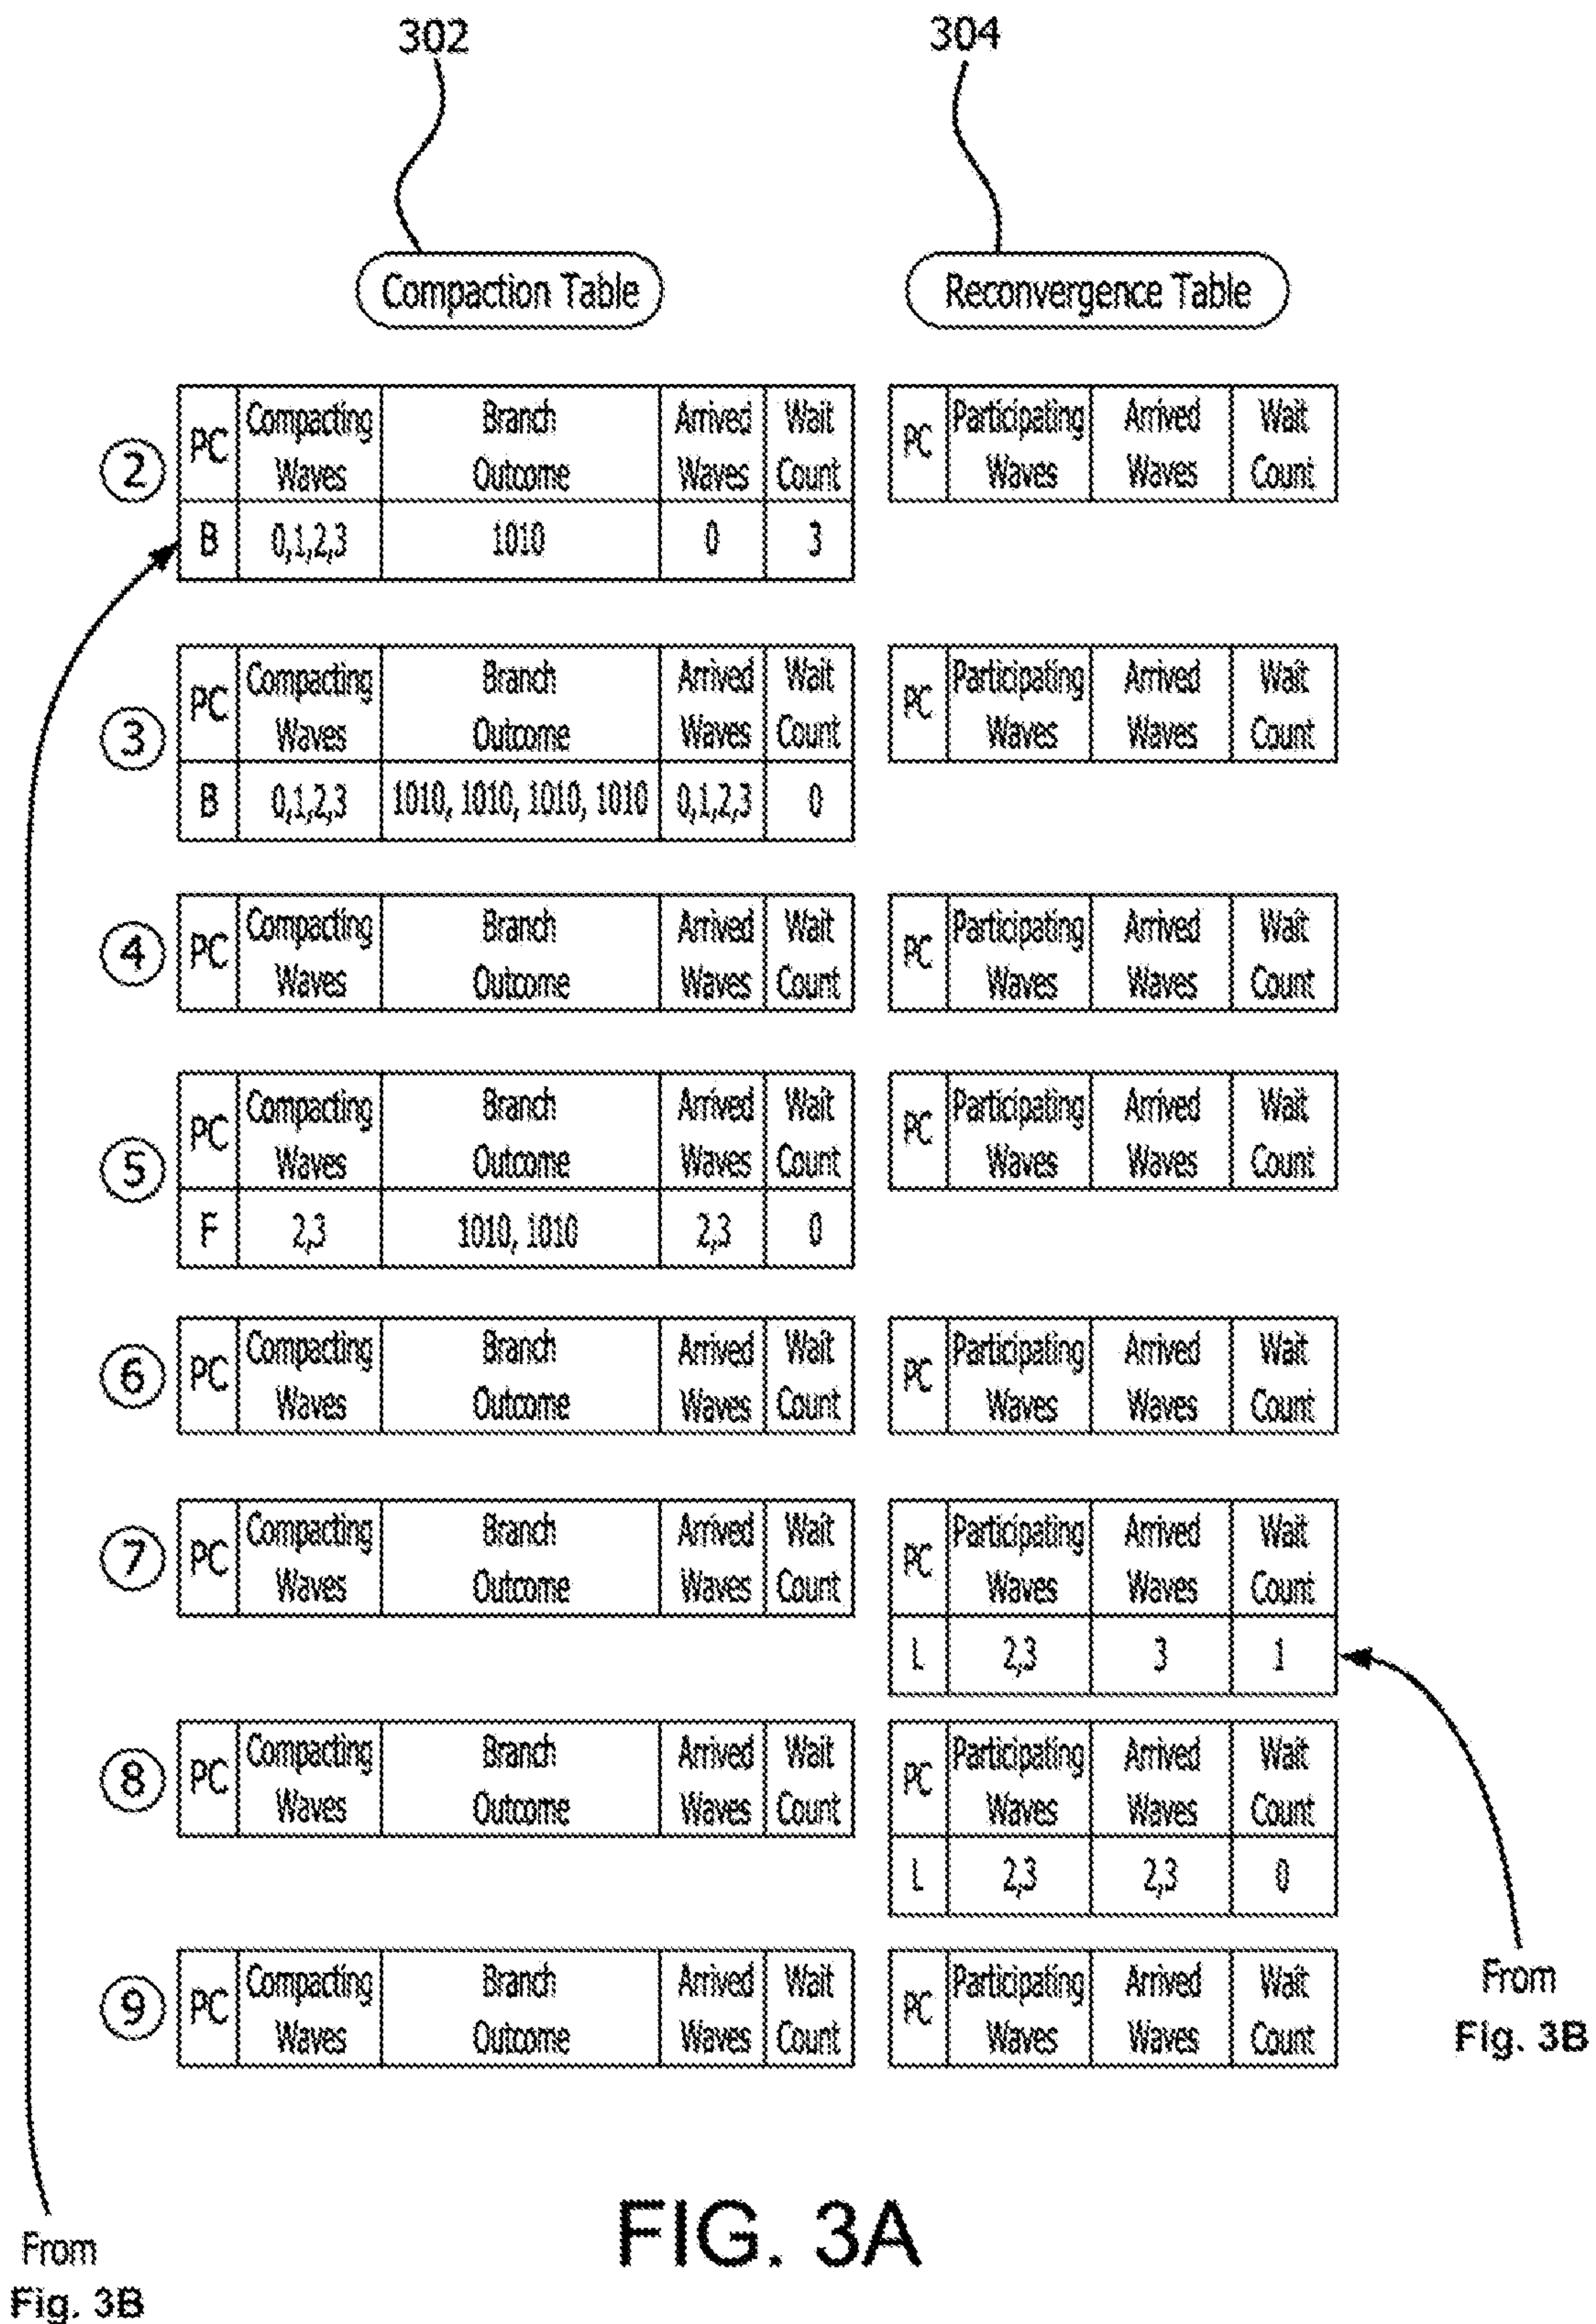 302 304
Compaction Table Reconvergence Table
2
PC Compacting Waves Branch Outcome Arrived Waves Wait Count PC Participating Waves Arrived Waves Wait Count
B 0,1,2,3 1010 0 3
3
PC Compacting Waves Branch Outcome Arrived Waves Wait Count PC Participating Waves Arrived Waves Wait Count
B 0,1,2,3 1010, 1010, 1010, 1010 0,1,2,3 0
4
PC Compacting Waves Branch Outcome Arrived Waves Wait Count PC Participating Waves Arrived Waves Wait Count
5
PC Compacting Waves Branch Outcome Arrived Waves Wait Count PC Participating Waves Arrived Waves Wait Count
F 2,3 1010, 1010 2,3 0
6
PC Compacting Waves Branch Outcome Arrived Waves Wait Count PC Participating Waves Arrived Waves Wait Count
7
PC Compacting Waves Branch Outcome Arrived Waves Wait Count PC Participating Waves Arrived Waves Wait Count
L 2,3 3 1
8
PC Compacting Waves Branch Outcome Arrived Waves Wait Count PC Participating Waves Arrived Waves Wait Count
L 2,3 2,3 0
9
PC Compacting Waves Branch Outcome Arrived Waves Wait Count PC Participating Waves Arrived Waves Wait Count
From
Fig. 3B
From
Fig. 3B
FIG. 3A